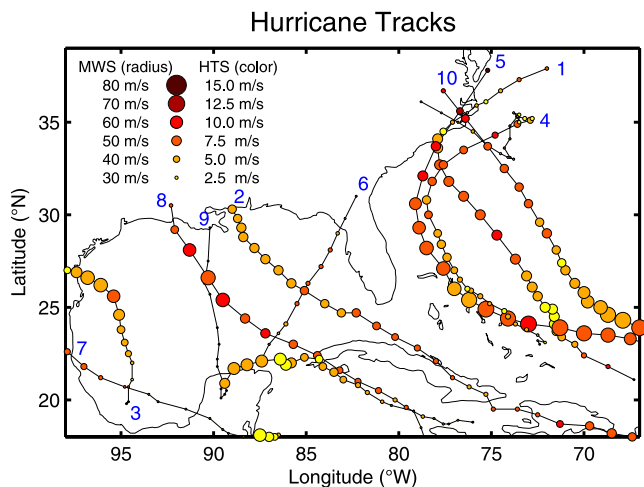 Hurricane Tracks
MWS (radius) HTS (color)
80 m/s 15.0 m/s
70 m/s 12.5 m/s
60 m/s 10.0 m/s
50 m/s 7.5 m/s
40 m/s 5.0 m/s
30 m/s 2.5 m/s
10 5 1
4
8 9 2 6
7
3
35
30
25
20
Latitude (°N)
95 90 85 80 75 70
Longitude (°W)